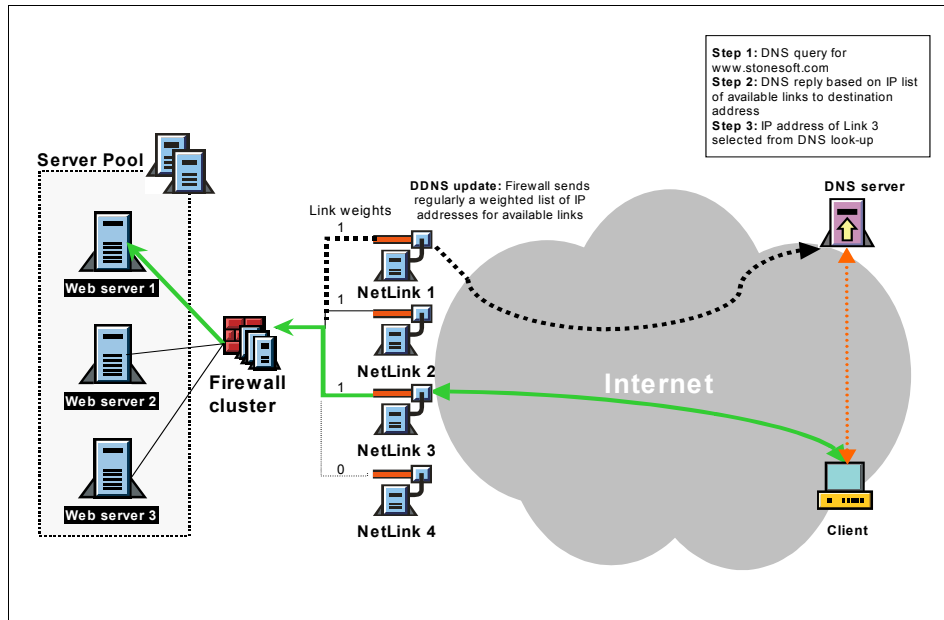 Step 1: DNS query for
www.stonesoft.com
Step 2: DNS reply based on IP list
of available links to destination
address
Step 3: IP address of Link 3
selected from DNS look-up
Server Pool
DDNS update: Firewall sends
regularly a weighted list of IP
addresses for available links
DNS server
Link weights
1
NetLink 1
Web server 1
1
NetLink 2
Web server 2
Firewall
cluster
Internet
1
NetLink 3
0
Web server 3
NetLink 4
Client